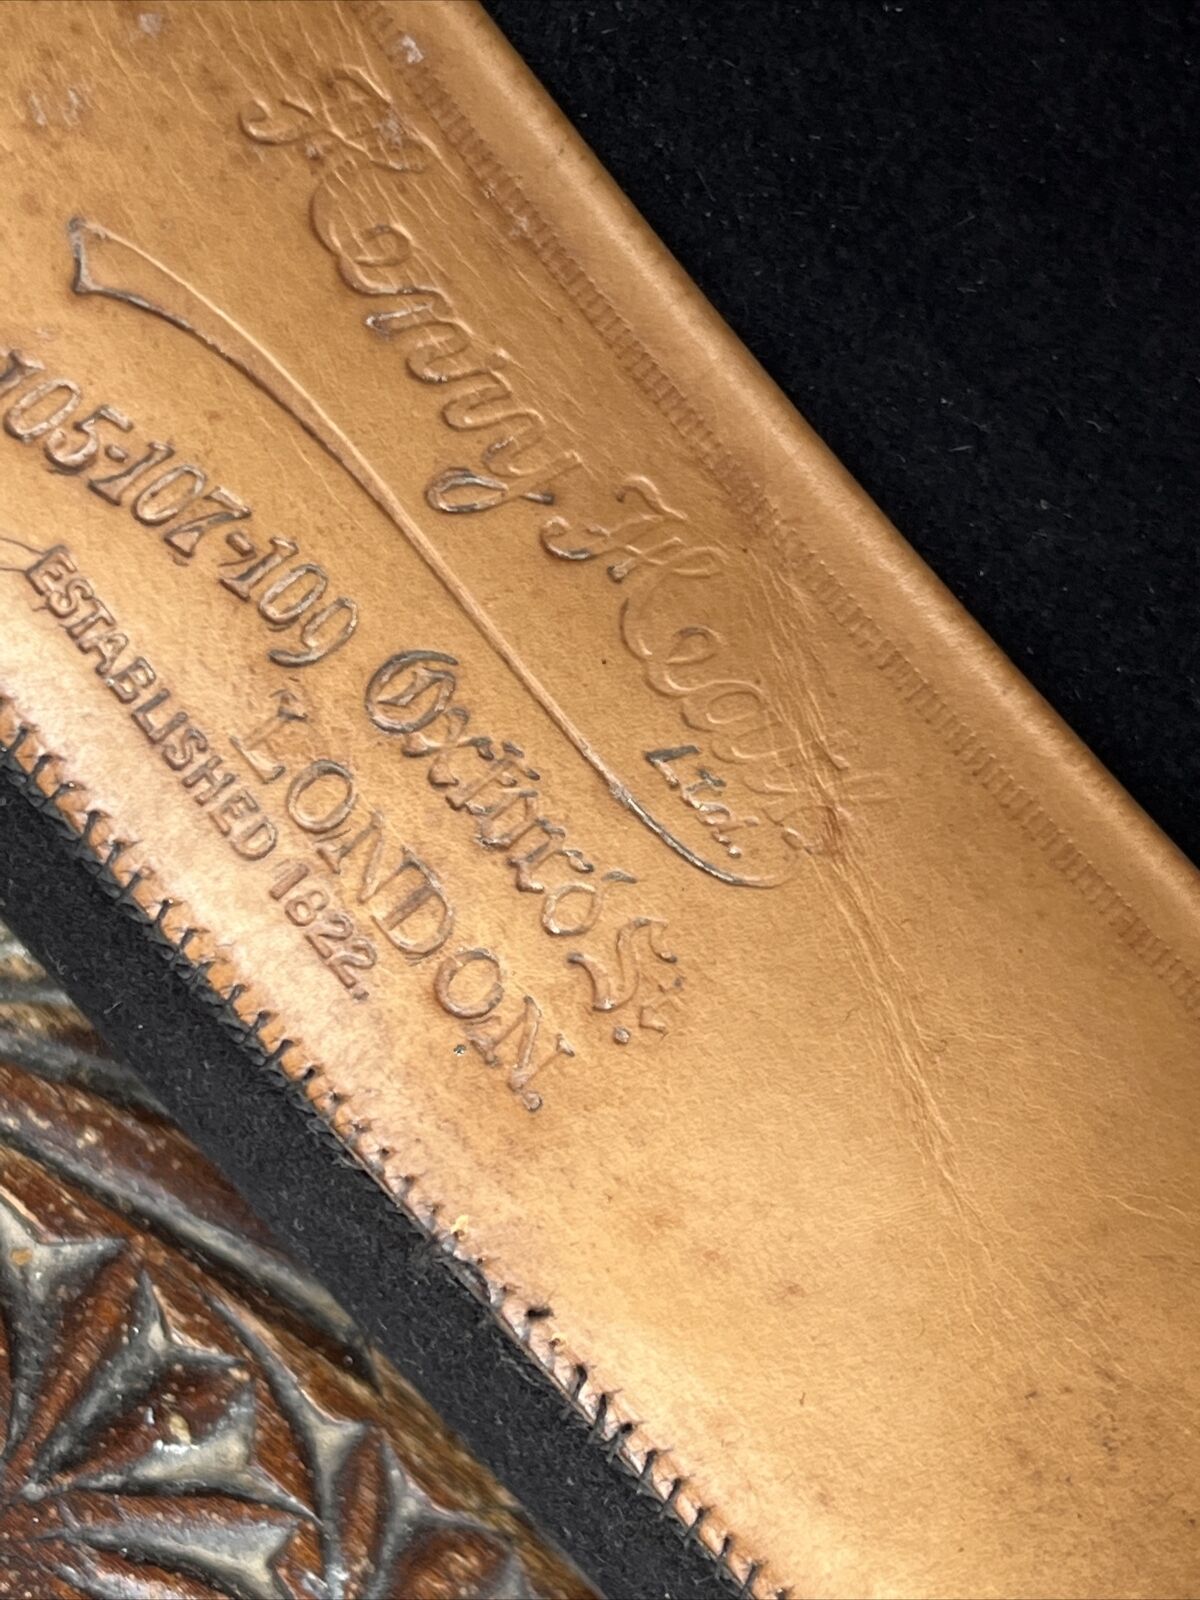 Henry Heath
Ltd.
105-107-109 Oxford St.
LONDON.
ESTABLISHED 1822.